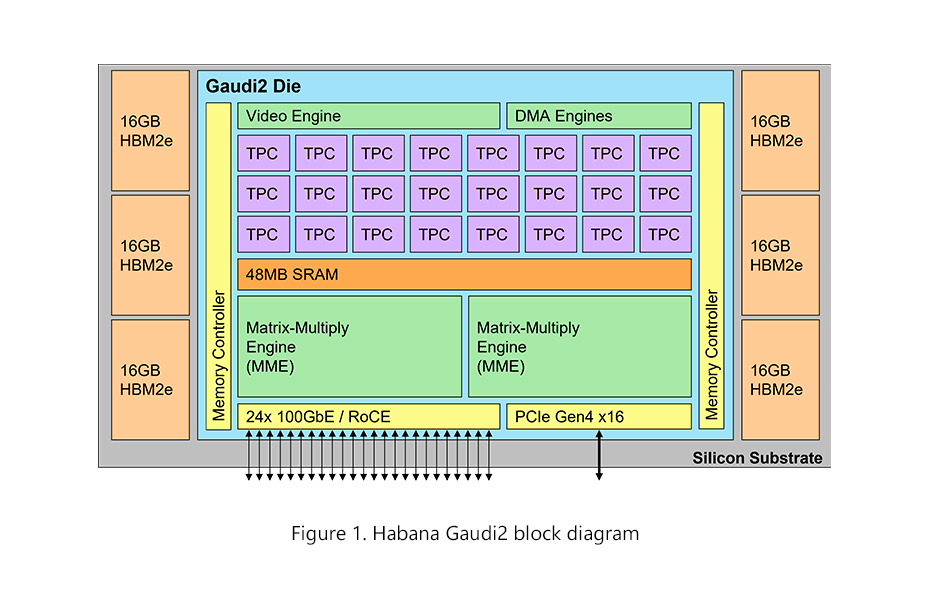 Gaudi2 Die
16GB
HBM2e
16GB
HBM2e
16GB
HBM2e
Memory Controller
Video Engine
DMA Engines
TPC TPC TPC TPC TPC TPC TPC TPC
TPC TPC TPC TPC TPC TPC TPC TPC
TPC TPC TPC TPC TPC TPC TPC TPC
48MB SRAM
Matrix-Multiply
Engine
(MME)
Matrix-Multiply
Engine
(MME)
24x 100GbE / RoCE
PCIe Gen4 x16
Memory Controller
16GB
HBM2e
16GB
HBM2e
16GB
HBM2e
Silicon Substrate
Figure 1. Habana Gaudi2 block diagram